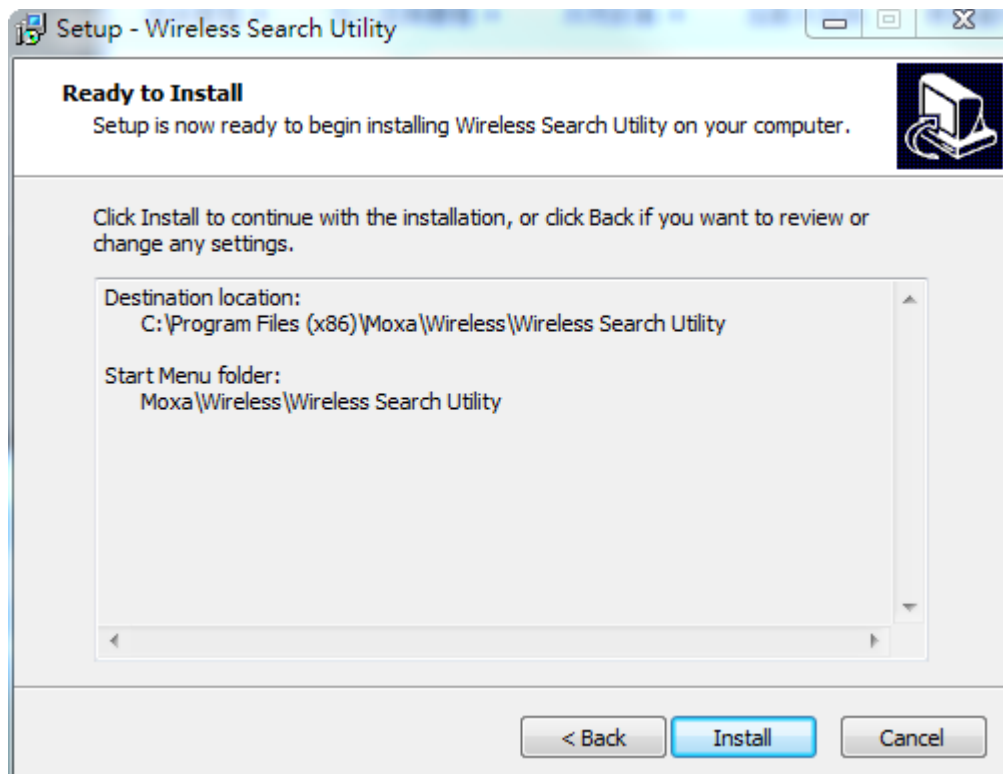 Setup - Wireless Search Utility
Ready to Install
Setup is now ready to begin installing Wireless Search Utility on your computer.
Click Install to continue with the installation, or click Back if you want to review or
change any settings.
Destination location:
C:\Program Files (x86)\Moxa\Wireless\Wireless Search Utility
Start Menu folder:
Moxa\Wireless\Wireless Search Utility
< Back
Install
Cancel